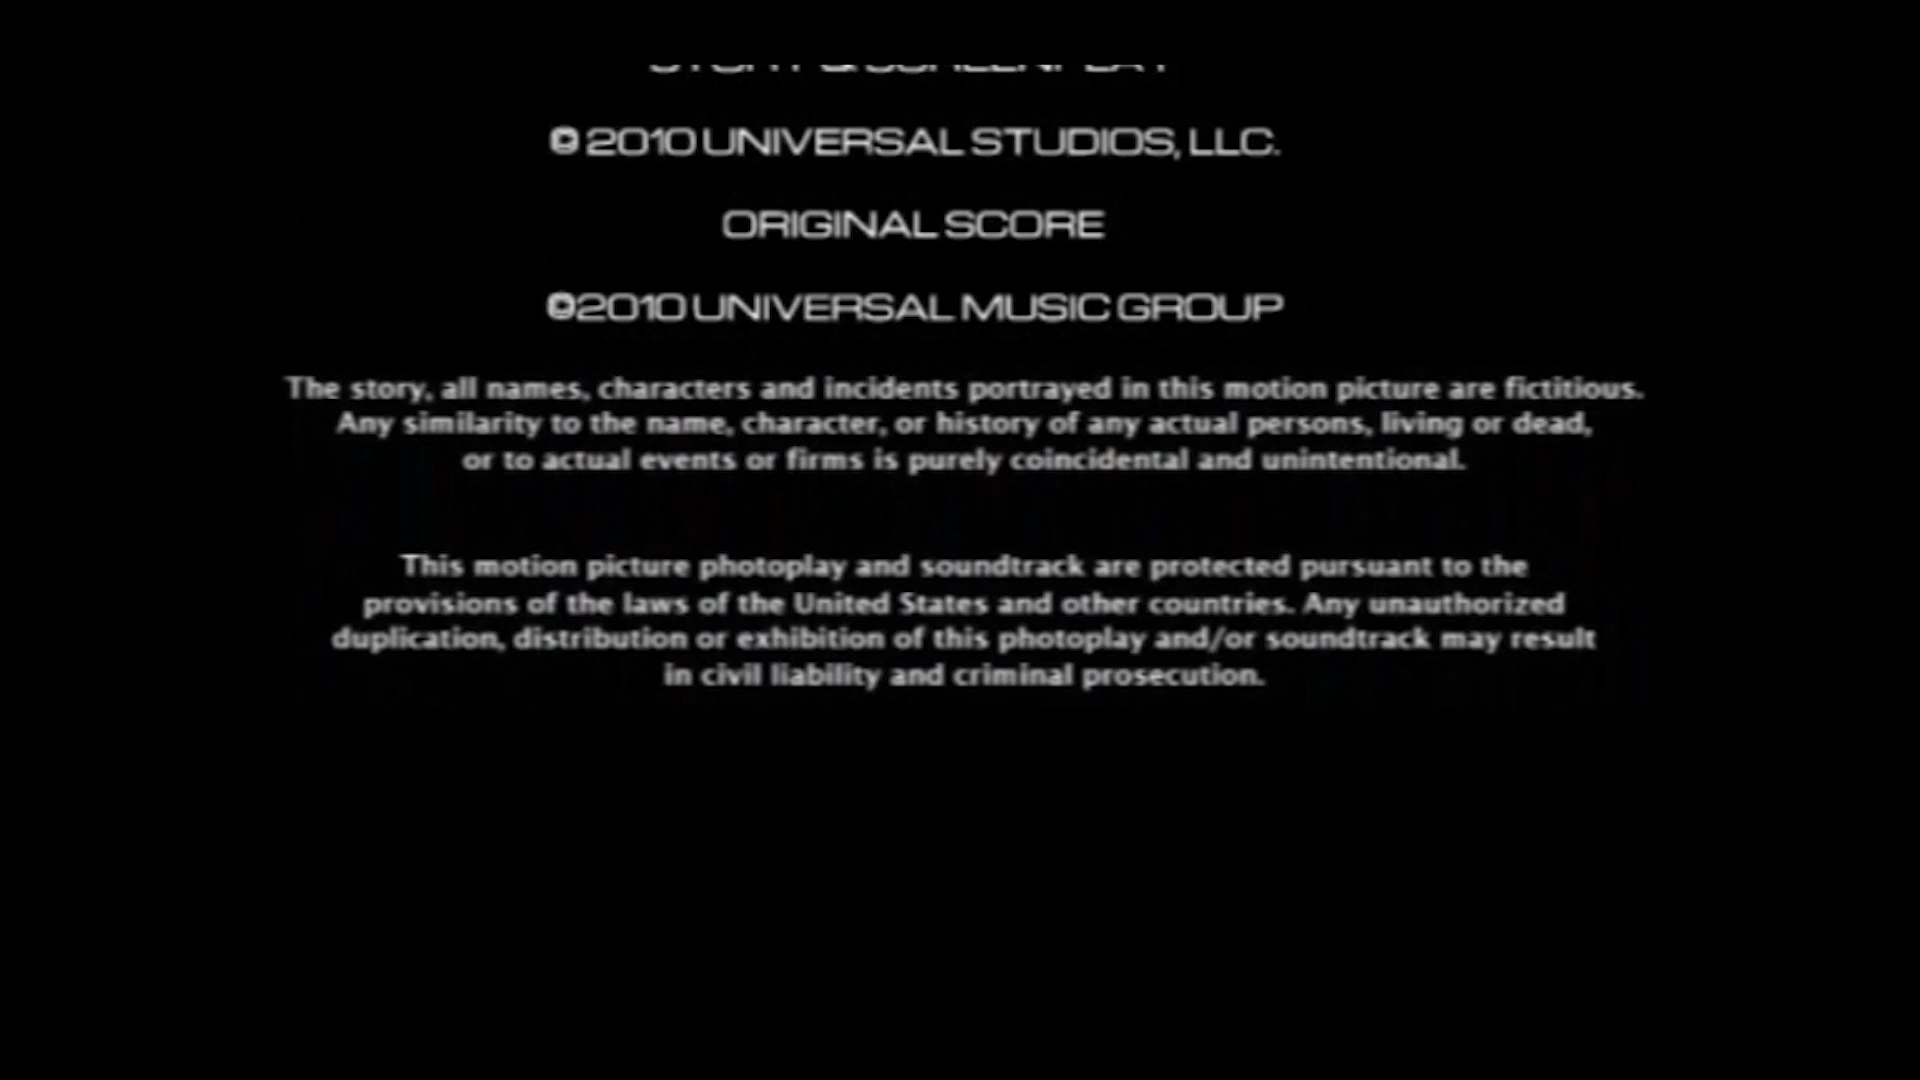 STORY & SCREENPLAY
© 2010 UNIVERSAL STUDIOS, LLC.
ORIGINAL SCORE
©2010 UNIVERSAL MUSIC GROUP
The story, all names, characters and incidents portrayed in this motion picture are fictitious.
Any similarity to the name, character, or history of any actual persons, living or dead,
or to actual events or firms is purely coincidental and unintentional.
This motion picture photoplay and soundtrack are protected pursuant to the
provisions of the laws of the United States and other countries. Any unauthorized
duplication, distribution or exhibition of this photoplay and/or soundtrack may result
in civil liability and criminal prosecution.